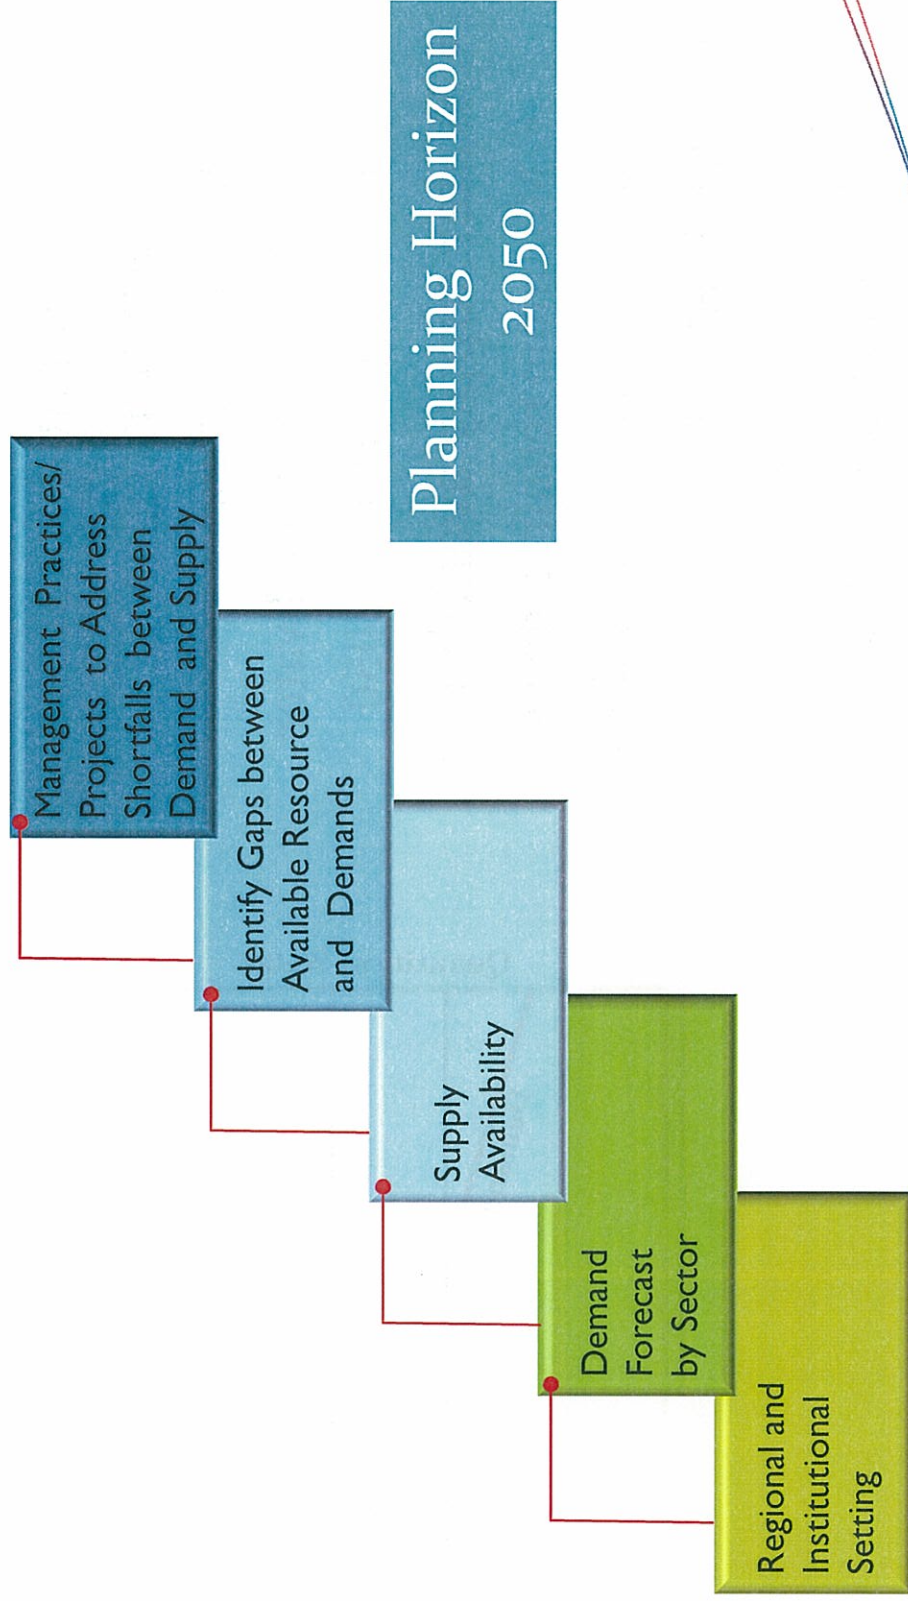 Management Practices/
Projects to Address
Shortfalls between
Demand and Supply
Identify Gaps between
Available Resource
and Demands
Supply
Availability
Demand
Forecast
by Sector
Regional and
Institutional
Setting
Planning Horizon
2050